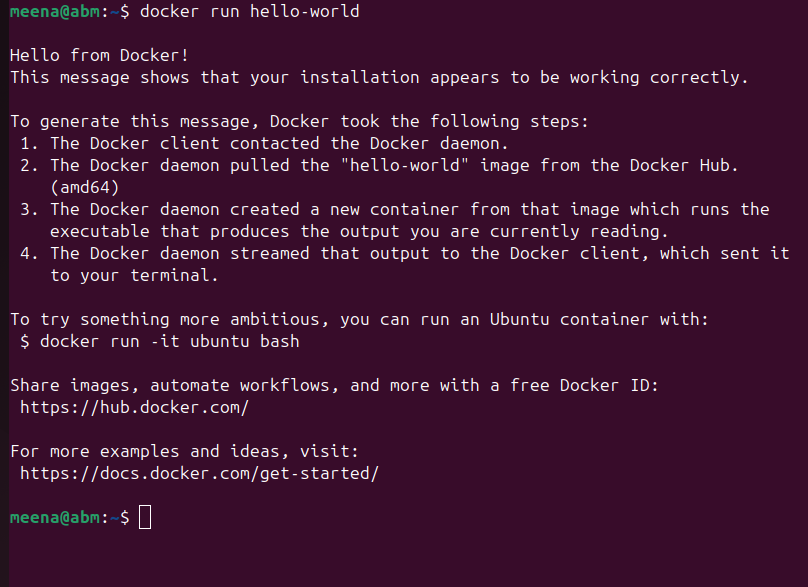 meena@abm:~$ docker run hello-world
Hello from Docker!
This message shows that your installation appears to be working correctly.
To generate this message, Docker took the following steps:
1. The Docker client contacted the Docker daemon.
2. The Docker daemon pulled the "hello-world" image from the Docker Hub.
(amd64)
3. The Docker daemon created a new container from that image which runs the
executable that produces the output you are currently reading.
4. The Docker daemon streamed that output to the Docker client, which sent it
to your terminal.
To try something more ambitious, you can run an Ubuntu container with:
$ docker run -it ubuntu bash
Share images, automate workflows, and more with a free Docker ID:
https://hub.docker.com/
For more examples and ideas, visit:
https://docs.docker.com/get-started/
meena@abm:~$